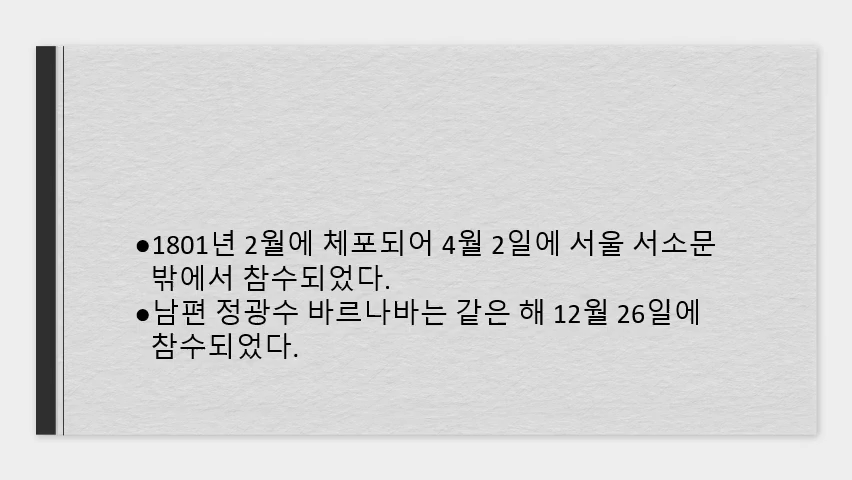 ●1801년 2월에 체포되어 4월 2일에 서울 서소문
밖에서 참수되었다.
●남편 정광수 바르나바는 같은 해 12월 26일에
참수되었다.